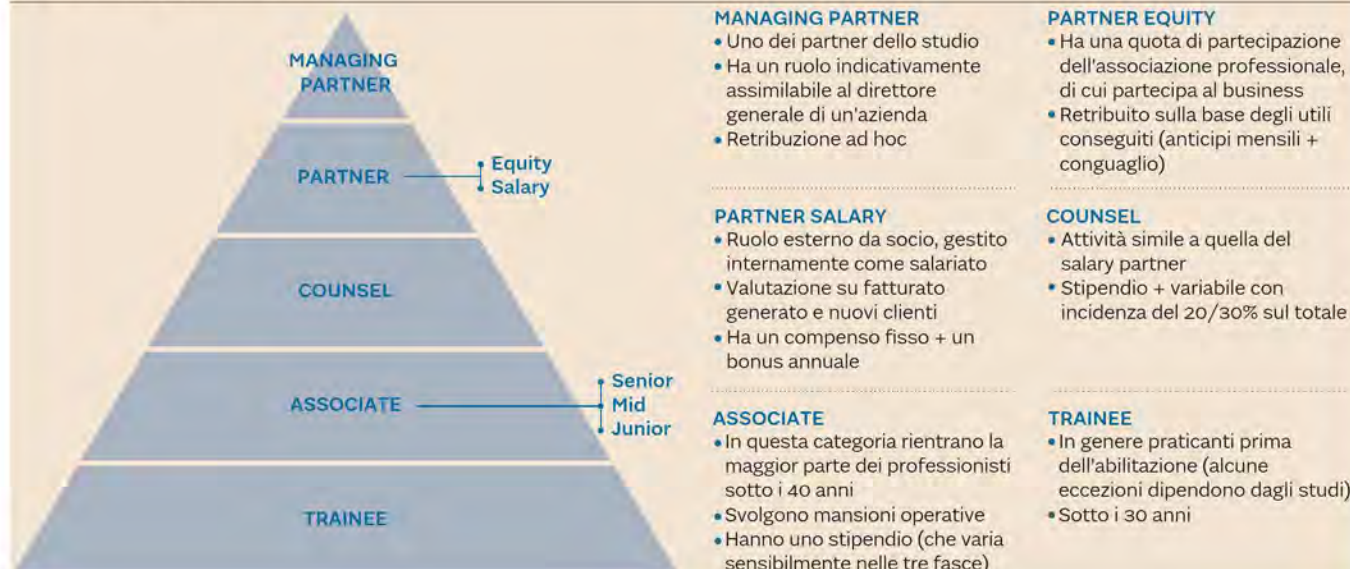 MANAGING
PARTNER
PARTNER
Equity
Salary
COUNSEL
ASSOCIATE
Senior
Mid
Junior
TRAINEE
MANAGING PARTNER
• Uno dei partner dello studio
• Ha un ruolo indicativamente
assimilabile al direttore
generale di un'azienda
• Retribuzione ad hoc
PARTNER EQUITY
• Ha una quota di partecipazione
dell'associazione professionale,
di cui partecipa al business
• Retribuito sulla base degli utili
conseguiti (anticipi mensili +
conguaglio)
PARTNER SALARY
• Ruolo esterno da socio, gestito
internamente come salariato
• Valutazione su fatturato
generato e nuovi clienti
• Ha un compenso fisso + un
bonus annuale
COUNSEL
• Attività simile a quella del
salary partner
• Stipendio + variabile con
incidenza del 20/30% sul totale
ASSOCIATE
• In questa categoria rientrano la
maggior parte dei professionisti
sotto i 40 anni
• Svolgono mansioni operative
• Hanno uno stipendio (che varia
sensibilmente nelle tre fasce)
TRAINEE
• In genere praticanti prima
dell'abilitazione (alcune
eccezioni dipendono dagli studi)
• Sotto i 30 anni